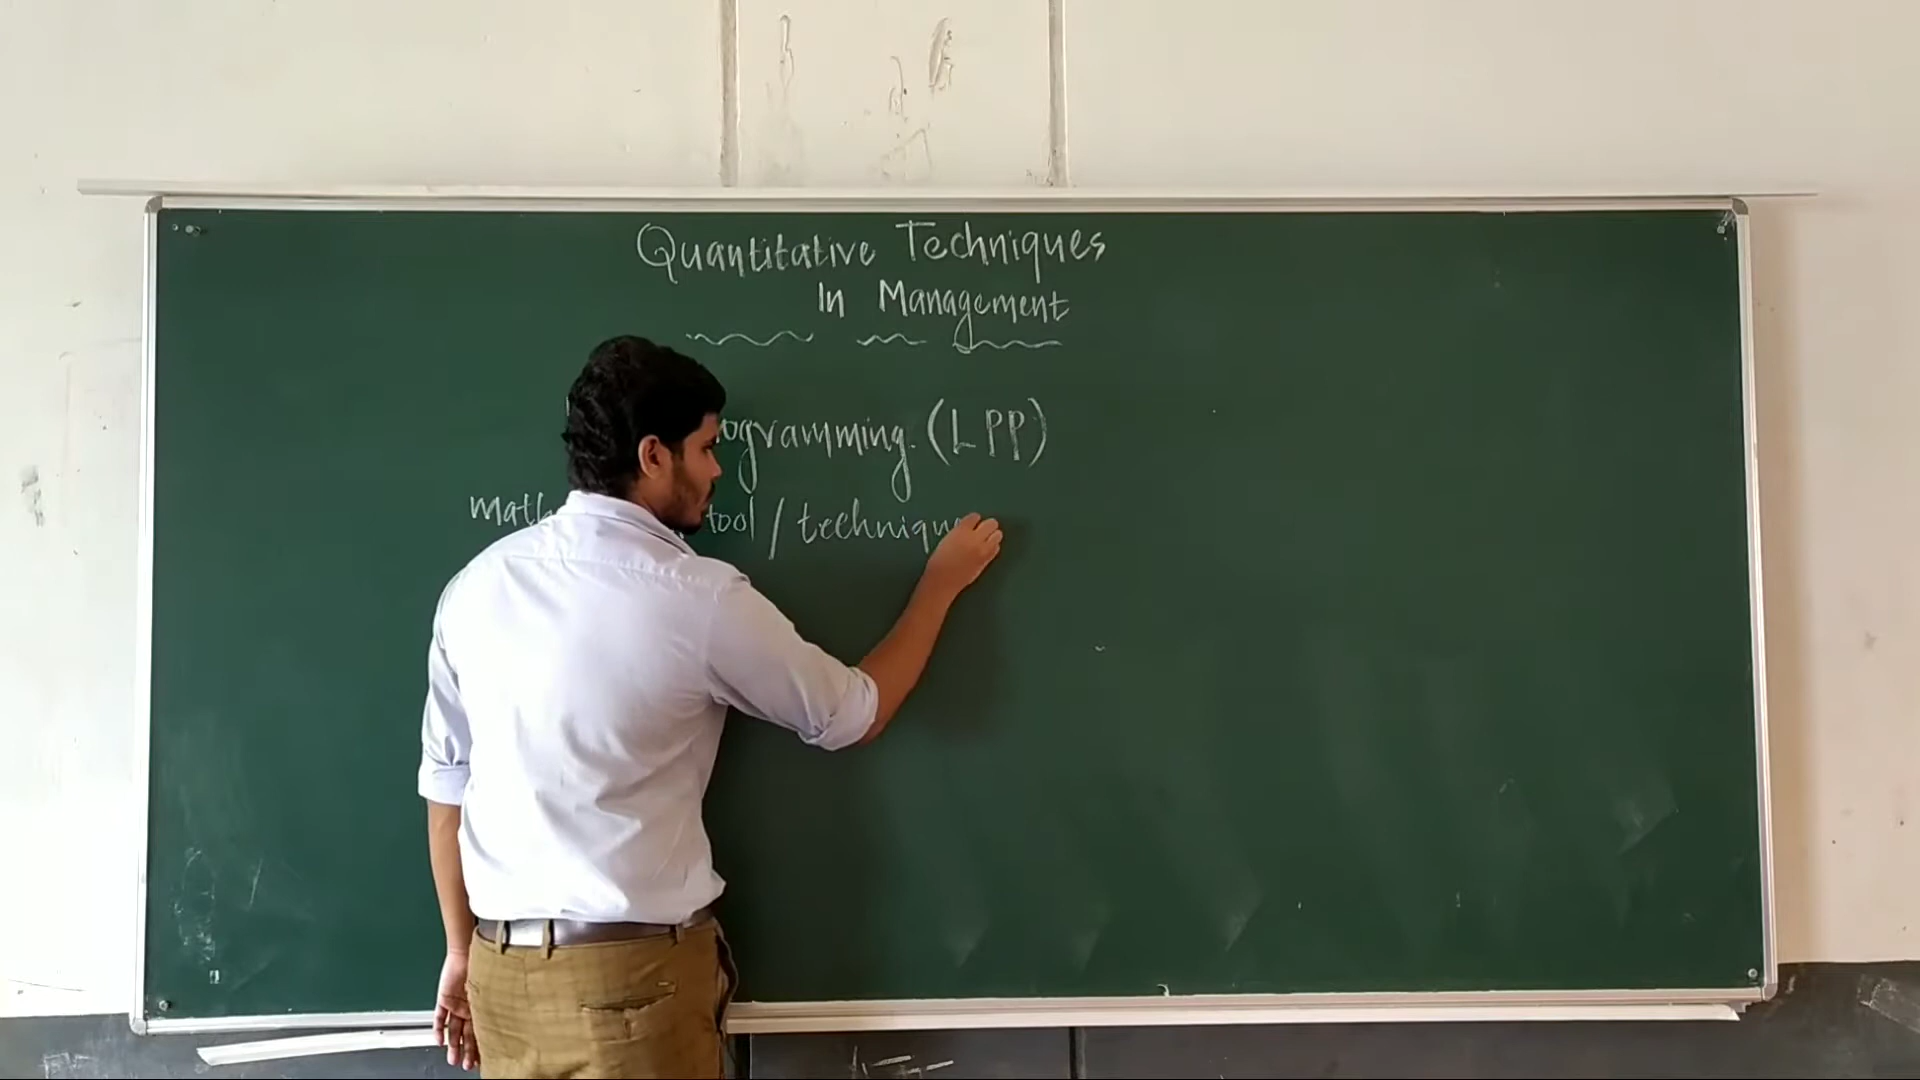 Quantitative Techniques
In Management
ogramming. (LPP)
math tool / technique